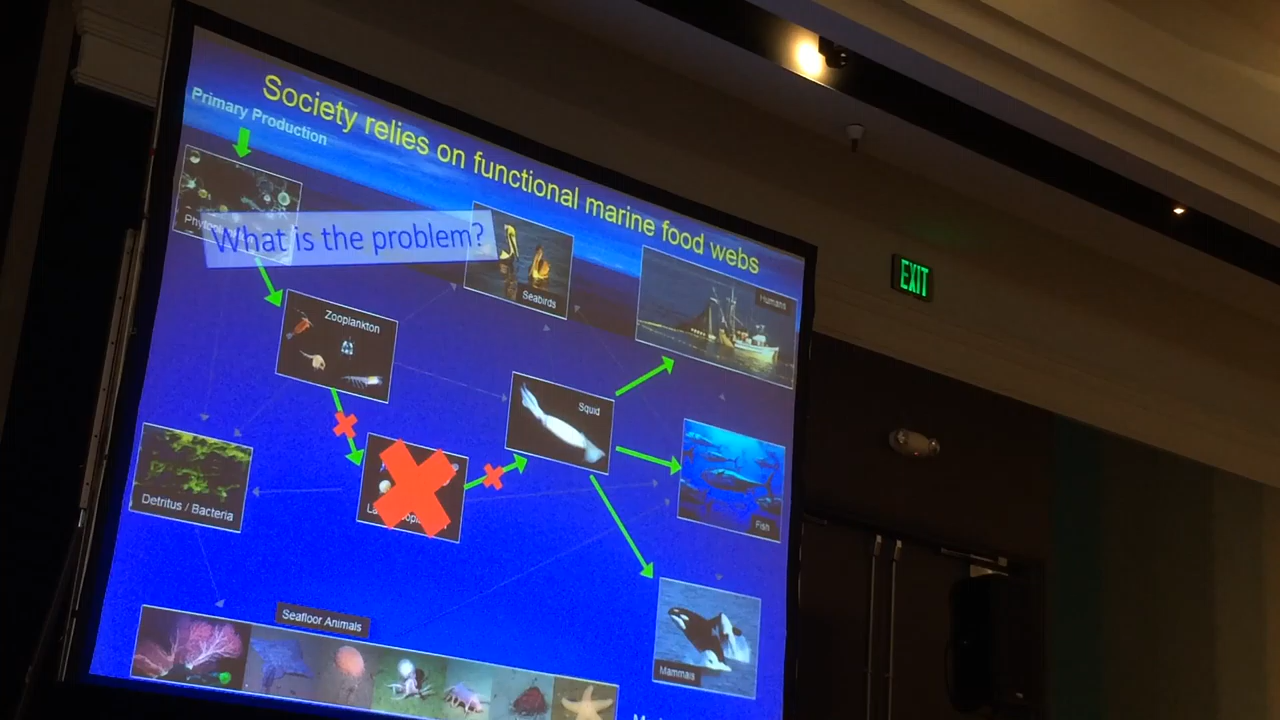 Society relies on functional marine food webs
Primary Production
What is the problem?
Seabirds
Humans
Zooplankton
Squid
Detritus / Bacteria
Fish
Seafloor Animals
Mammals
EXIT